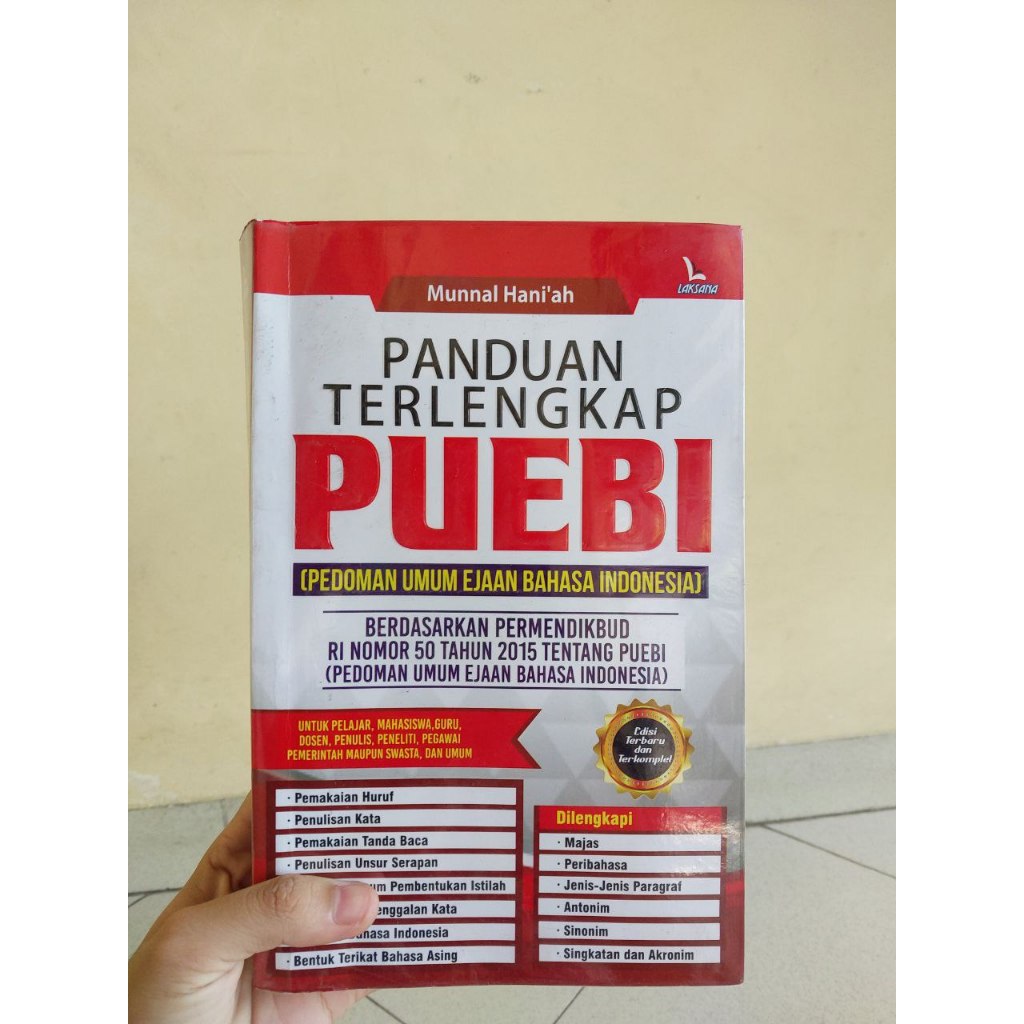 LAKSANA
Munnal Hani'ah
PANDUAN
TERLENGKAP
PUEBI
(PEDOMAN UMUM EJAAN BAHASA INDONESIA)
BERDASARKAN PERMENDIKBUD
RI NOMOR 50 TAHUN 2015 TENTANG PUEBI
(PEDOMAN UMUM EJAAN BAHASA INDONESIA)
UNTUK PELAJAR, MAHASISWA,GURU,
DOSEN, PENULIS, PENELITI, PEGAWAI
PEMERINTAH MAUPUN SWASTA, DAN UMUM
Edisi
Terbaru
dan
Terkomplet
· Pemakaian Huruf
· Penulisan Kata
· Pemakaian Tanda Baca
· Penulisan Unsur Serapan
Pembentukan Istilah
Kata
Indonesia
· Bentuk Terikat Bahasa Asing
Dilengkapi
· Majas
· Peribahasa
· Jenis-Jenis Paragraf
· Antonim
· Sinonim
· Singkatan dan Akronim